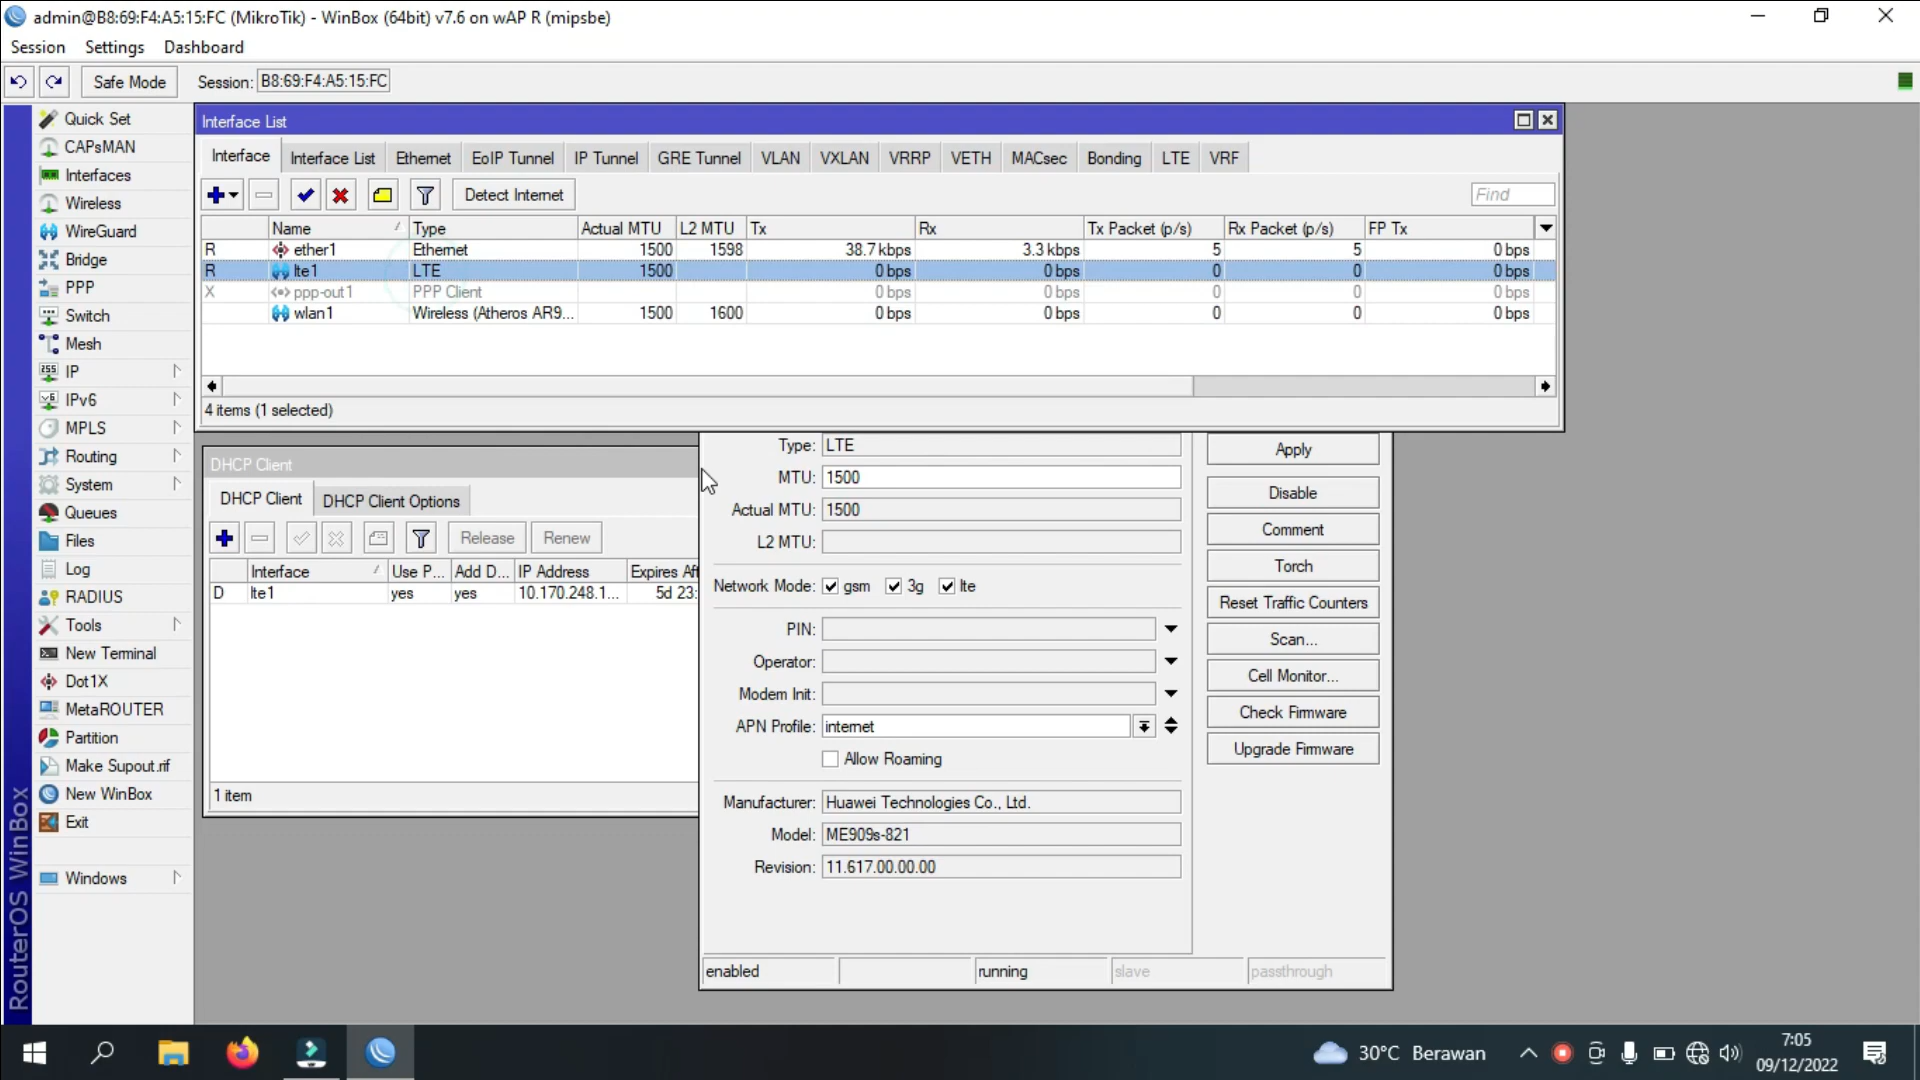 admin@B8:69:F4:A5:15:FC (MikroTik) - WinBox (64bit) v7.6 on wAP R (mipsbe)
Session Settings Dashboard
Safe Mode Session: B8:69:F4:A5:15:FC
Quick Set
CAPsMAN
Interfaces
Wireless
WireGuard
Bridge
PPP
Switch
Mesh
IP
IPv6
MPLS
Routing
System
Queues
Files
Log
RADIUS
Tools
New Terminal
Dot1X
MetaROUTER
Partition
Make Supout.rif
New WinBox
Exit
Windows
RouterOS WinBox
Interface List
Interface Interface List Ethernet EoIP Tunnel IP Tunnel GRE Tunnel VLAN VXLAN VRRP VETH MACsec Bonding LTE VRF
Detect Internet Find
Name Type Actual MTU L2 MTU Tx Rx Tx Packet (p/s) Rx Packet (p/s) FP Tx
R ether1 Ethernet 1500 1598 38.7 kbps 3.3 kbps 5 5 0 bps
R lte1 LTE 1500 0 bps 0 bps 0 0 0 bps
X ppp-out1 PPP Client 0 bps 0 bps 0 0 0 bps
wlan1 Wireless (Atheros AR9... 1500 1600 0 bps 0 bps 0 0 0 bps
4 items (1 selected)
DHCP Client
DHCP Client DHCP Client Options
Release Renew
Interface Use P... Add D... IP Address Expires Aft
D lte1 yes yes 10.170.248.1... 5d 23:
1 item
Type: LTE
MTU: 1500
Actual MTU: 1500
L2 MTU:
Network Mode: gsm 3g lte
PIN:
Operator:
Modem Init:
APN Profile: internet
Allow Roaming
Manufacturer: Huawei Technologies Co., Ltd.
Model: ME909s-821
Revision: 11.617.00.00.00
Apply
Disable
Comment
Torch
Reset Traffic Counters
Scan...
Cell Monitor...
Check Firmware
Upgrade Firmware
enabled running slave passthrough
30°C Berawan
7:05
09/12/2022